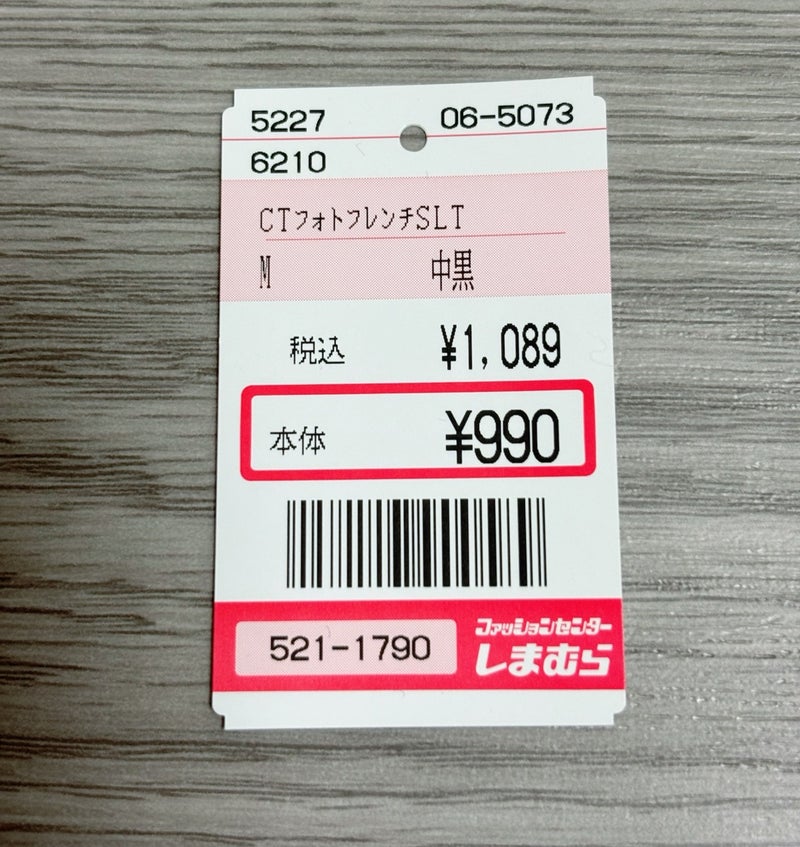 5227 06-5073
6210
CTフォトフレンチSLT
M 中黒
税込 ¥1,089
本体 ¥990
521-1790
ファッションセンター
しまむら